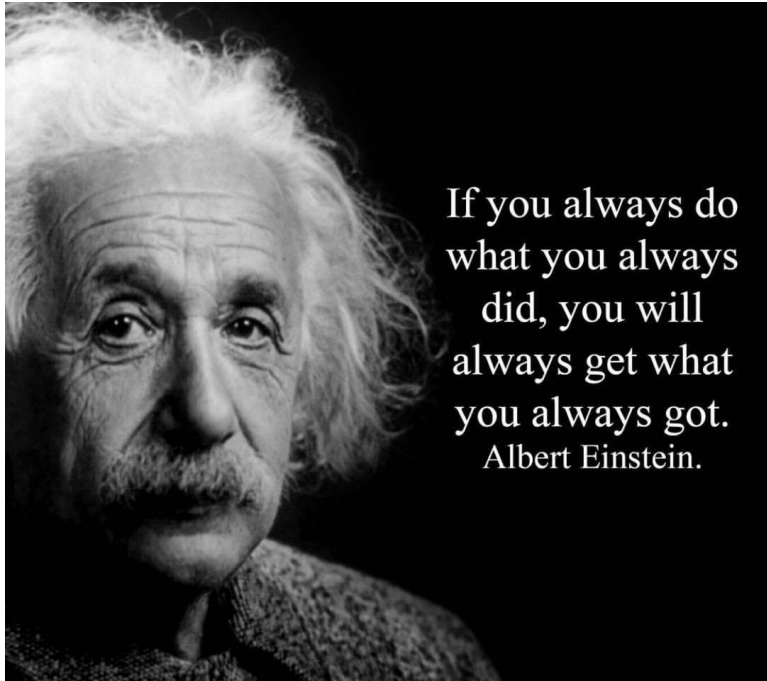 If you always do
what you always
did, you will
always get what
you always got.
Albert Einstein.